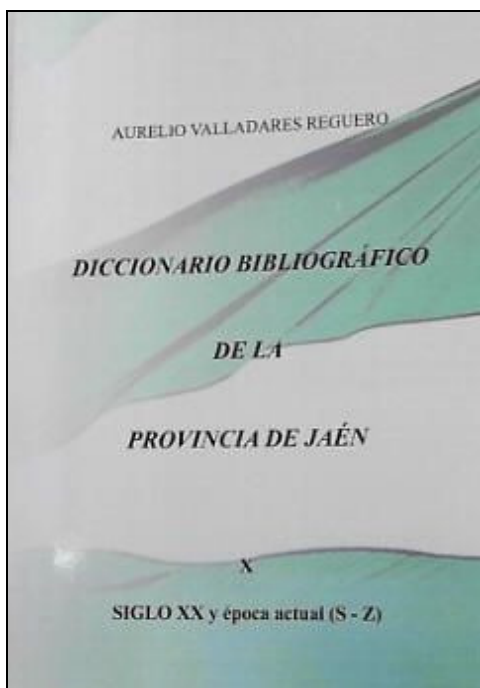 AURELIO VALLADARES REGUERO
DICCIONARIO BIBLIOGRÁFICO
DE LA
PROVINCIA DE JAÉN
X
SIGLO XX y época actual (S - Z)